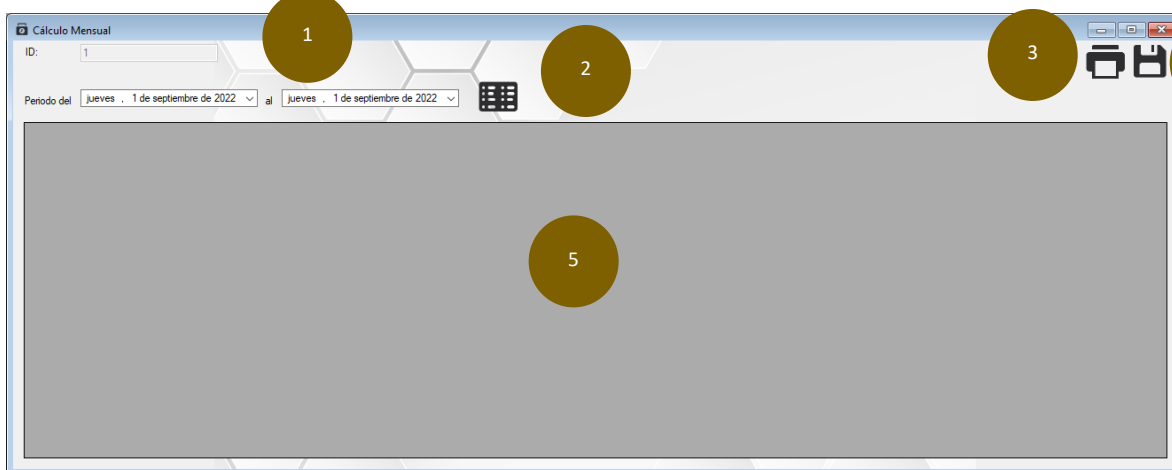 Cálculo Mensual
1
ID:
1
2
3
Periodo del jueves , 1 de septiembre de 2022 al jueves , 1 de septiembre de 2022
5